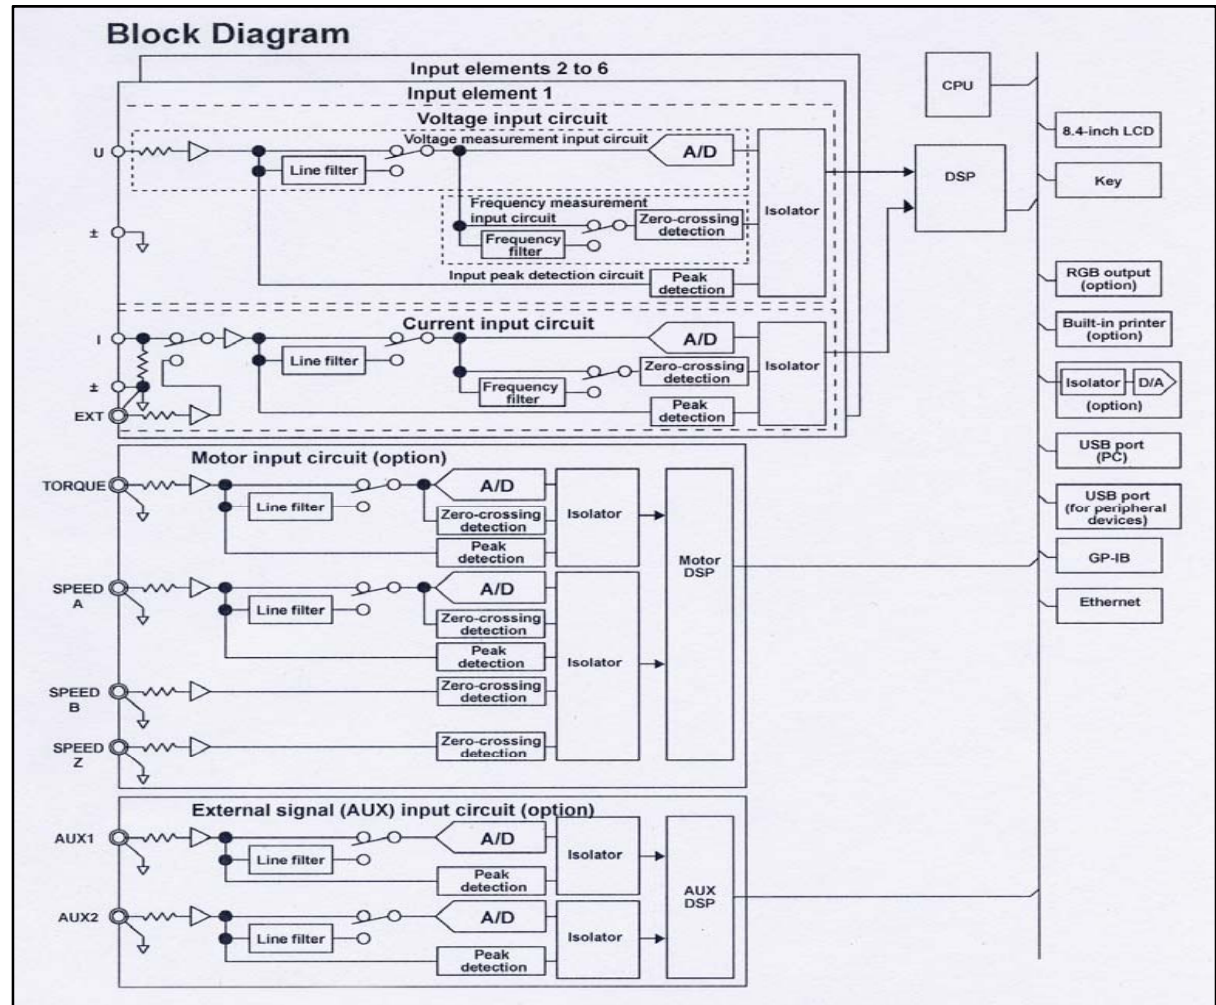 Block Diagram
Input elements 2 to 6
Input element 1
Voltage input circuit
Voltage measurement input circuit
U
Line filter
A/D
Isolator
Frequency measurement
input circuit
Zero-crossing
detection
Frequency
filter
±
Input peak detection circuit
Peak
detection
Current input circuit
I
Line filter
A/D
Isolator
Zero-crossing
detection
Frequency
filter
±
EXT
Peak
detection
CPU
DSP
8.4-inch LCD
Key
RGB output
(option)
Built-in printer
(option)
Isolator
D/A
(option)
USB port
(PC)
USB port
(for peripheral
devices)
GP-IB
Ethernet
Motor input circuit (option)
TORQUE
Line filter
A/D
Zero-crossing
detection
Peak
detection
Isolator
SPEED
A
Line filter
A/D
Zero-crossing
detection
Peak
detection
Isolator
SPEED
B
Zero-crossing
detection
SPEED
Z
Zero-crossing
detection
Motor
DSP
External signal (AUX) input circuit (option)
AUX1
Line filter
A/D
Peak
detection
Isolator
AUX2
Line filter
A/D
Peak
detection
Isolator
AUX
DSP